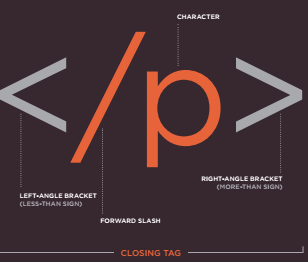 CHARACTER
</p>
RIGHT-ANGLE BRACKET
(MORE-THAN SIGN)
LEFT-ANGLE BRACKET
(LESS-THAN SIGN)
FORWARD SLASH
CLOSING TAG